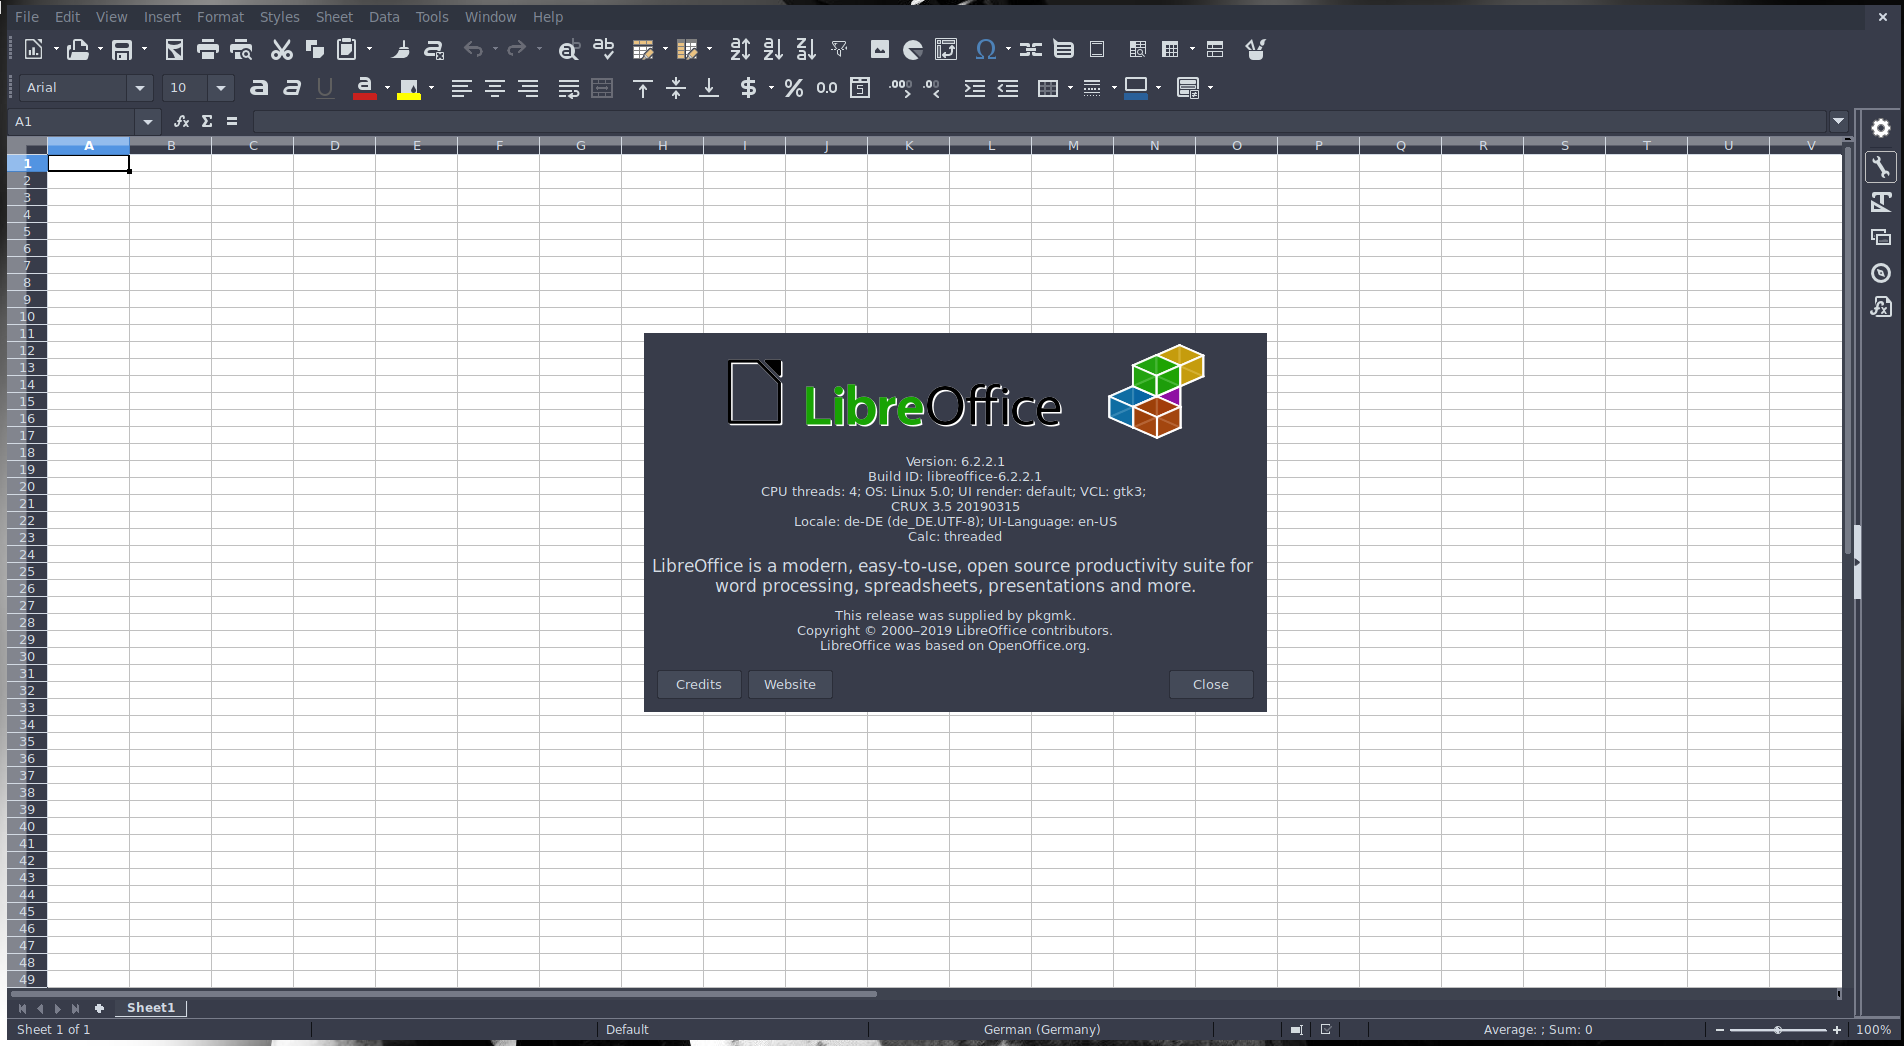 File Edit View Insert Format Styles Sheet Data Tools Window Help
Arial 10
A1
A B C D E F G H I J K L M N O P Q R S T U V
1
2
3
4
5
6
7
8
9
10
11
12
13
14
15
16
17
18
19
20
21
22
23
24
25
26
27
28
29
30
31
32
33
34
35
36
37
38
39
40
41
42
43
44
45
46
47
48
49
LibreOffice
Version: 6.2.2.1
Build ID: libreoffice-6.2.2.1
CPU threads: 4; OS: Linux 5.0; UI render: default; VCL: gtk3;
CRUX 3.5 20190315
Locale: de-DE (de_DE.UTF-8); UI-Language: en-US
Calc: threaded
LibreOffice is a modern, easy-to-use, open source productivity suite for
word processing, spreadsheets, presentations and more.
This release was supplied by pkgmk.
Copyright © 2000–2019 LibreOffice contributors.
LibreOffice was based on OpenOffice.org.
Credits Website Close
Sheet1
Sheet 1 of 1 Default German (Germany) Average: ; Sum: 0 100%